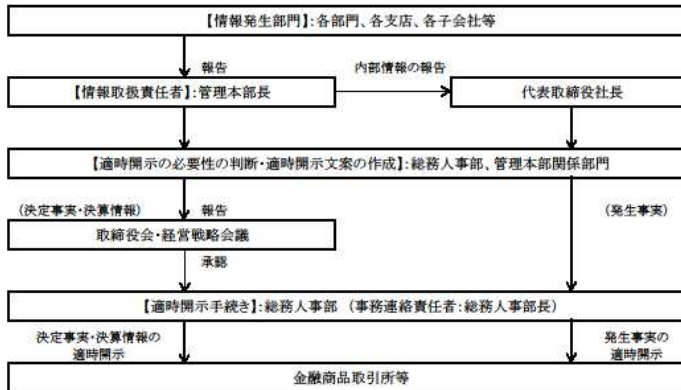 【情報発生部門】：各部門、各支店、各子会社等
報告
内部情報の報告
【情報取扱責任者】：管理本部長
代表取締役社長
【適時開示の必要性の判断・適時開示文案の作成】：総務人事部、管理本部関係部門
（決定事実・決算情報）
報告
（発生事実）
取締役会・経営戦略会議
承認
【適時開示手続き】：総務人事部　（事務連絡責任者：総務人事部長）
決定事実・決算情報の
適時開示
発生事実の
適時開示
金融商品取引所等